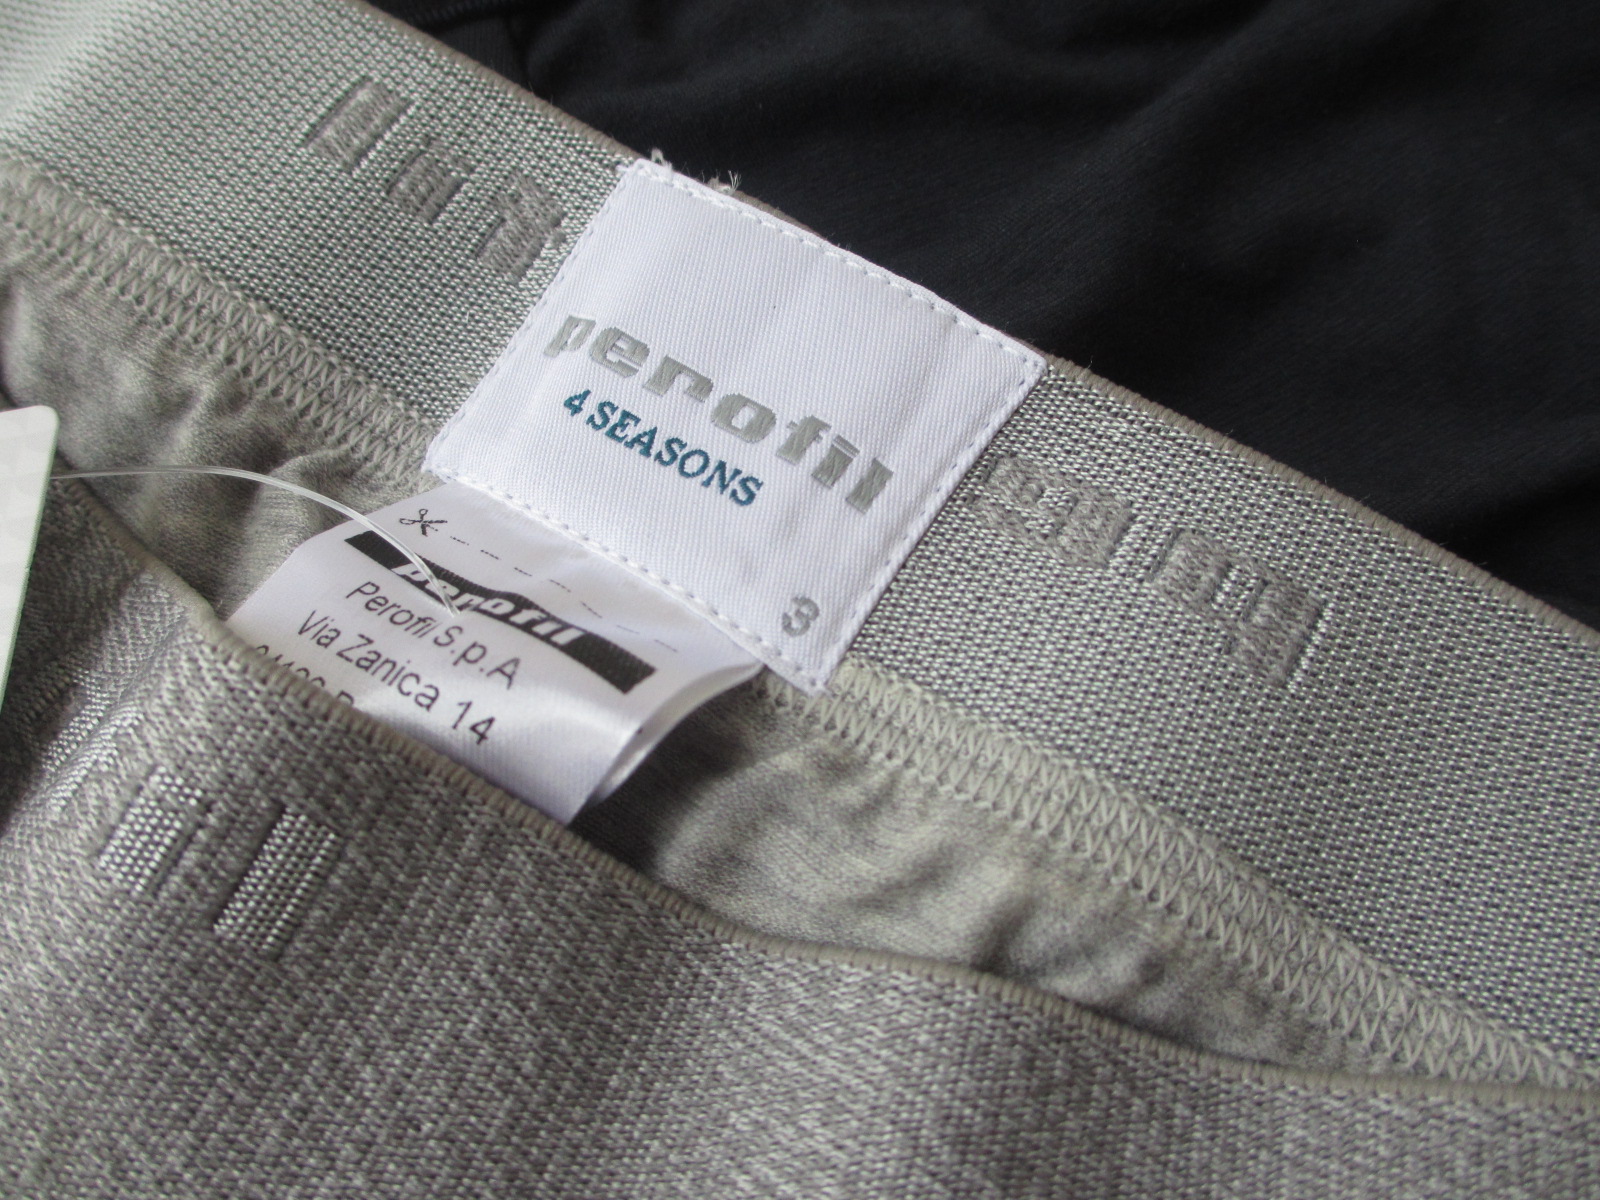 perofil
4 SEASONS
3
perofil
Perofil S.p.A
Via Zanica 14